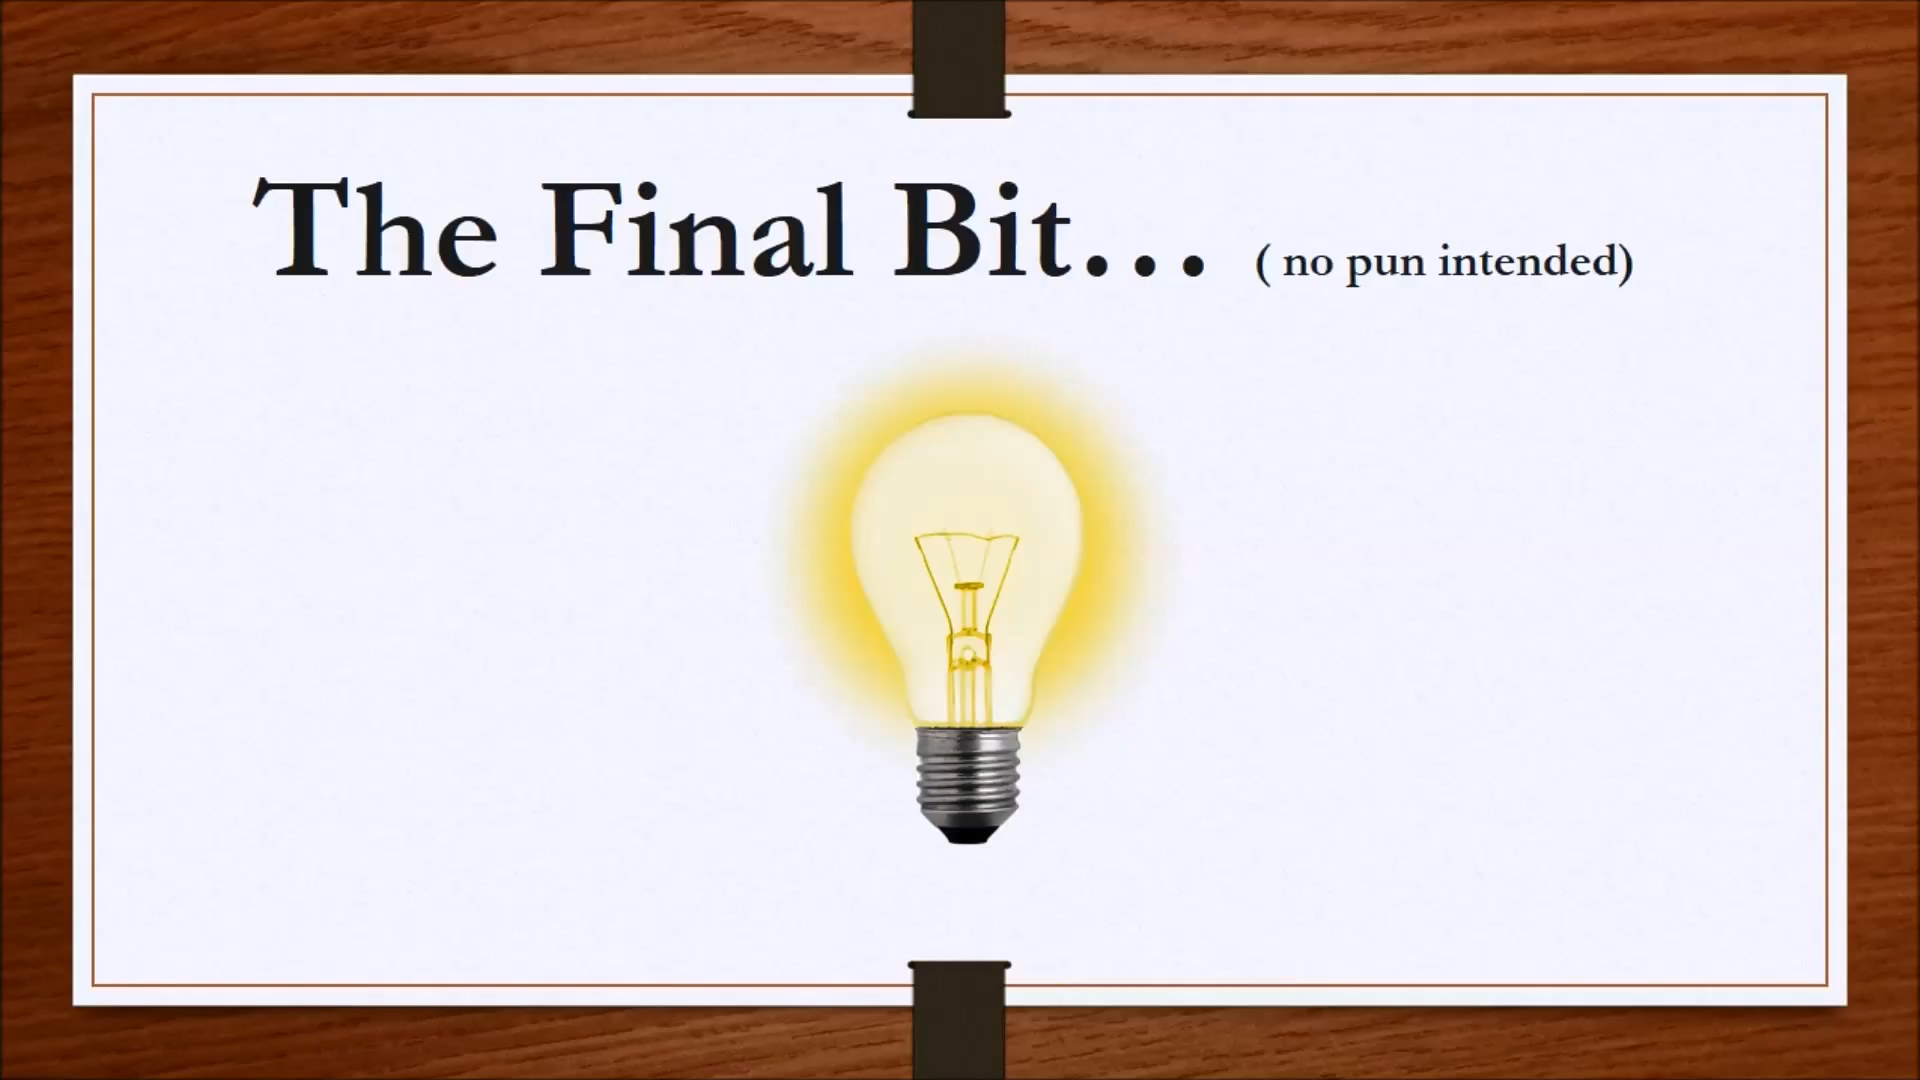 The Final Bit... ( no pun intended)